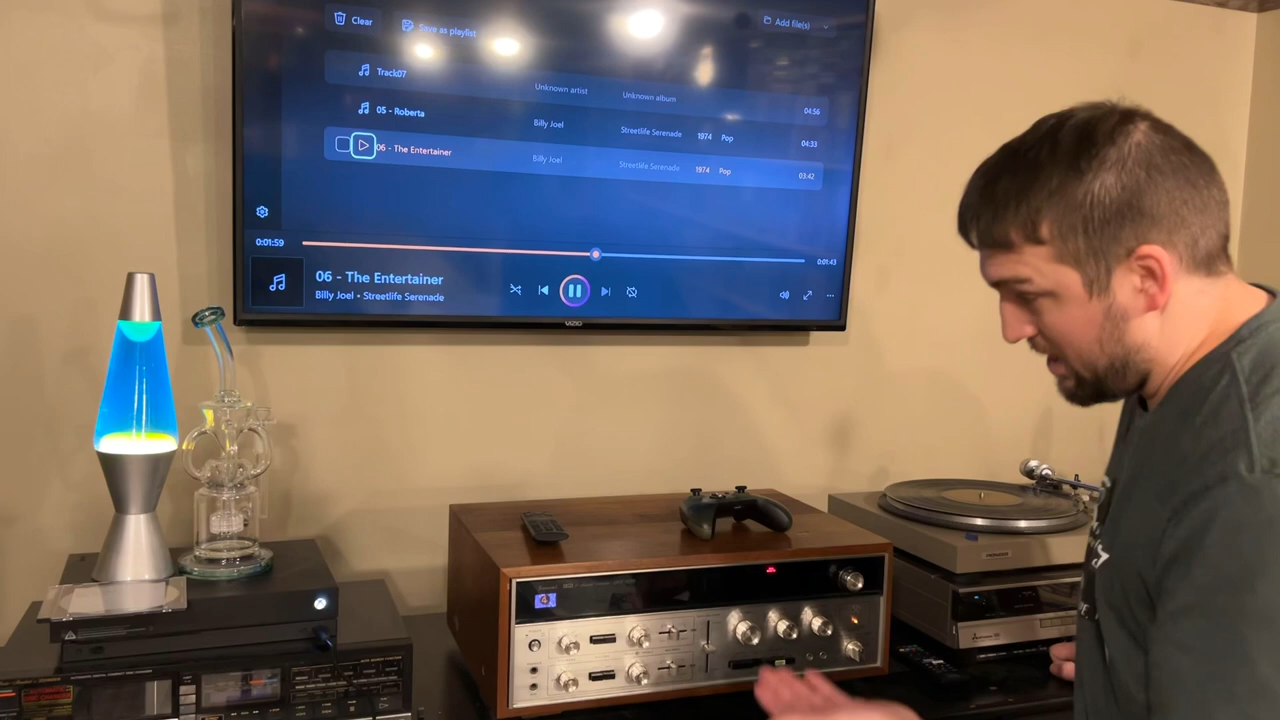 Clear
Save as playlist
Add file(s)
Track07
Unknown artist
Unknown album
04:56
05 - Roberta
Billy Joel
Streetlife Serenade
1974
Pop
04:33
06 - The Entertainer
Billy Joel
Streetlife Serenade
1974
Pop
03:42
0:01:59
0:01:43
06 - The Entertainer
Billy Joel • Streetlife Serenade
VIZIO
PIONEER